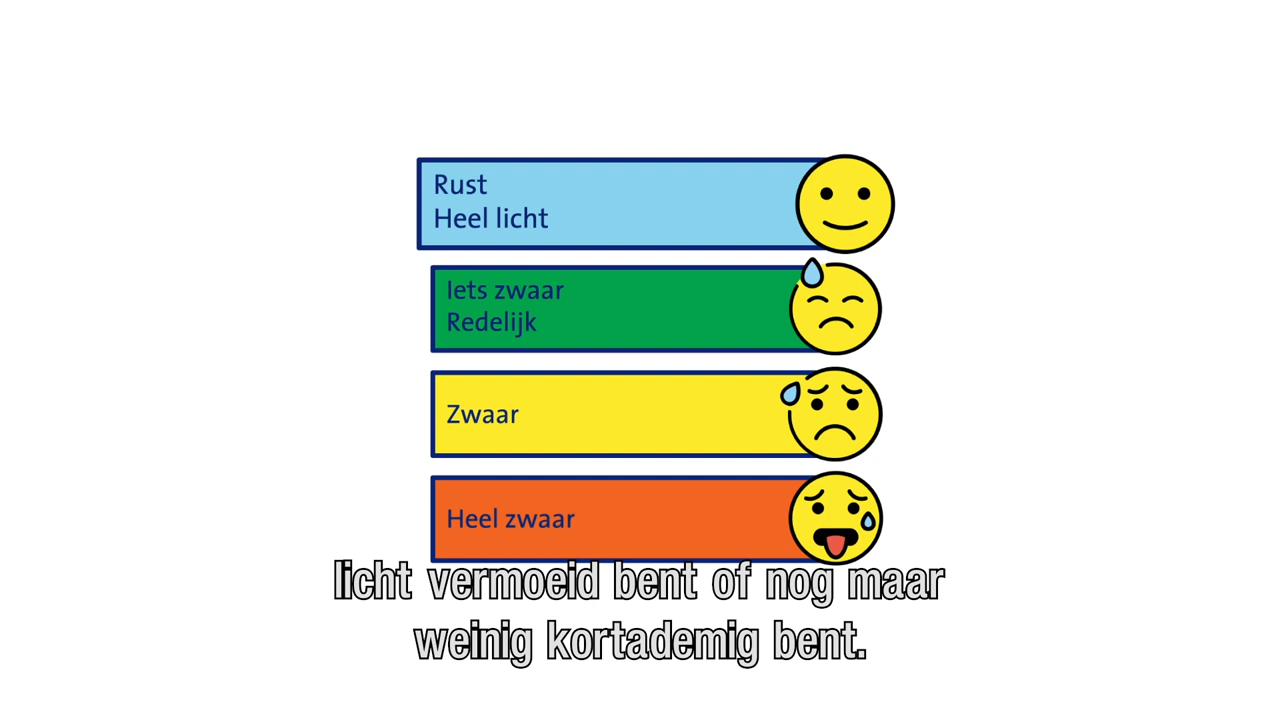 Rust
Heel licht
Iets zwaar
Redelijk
Zwaar
Heel zwaar
licht vermoeid bent of nog maar
weinig kortademig bent.